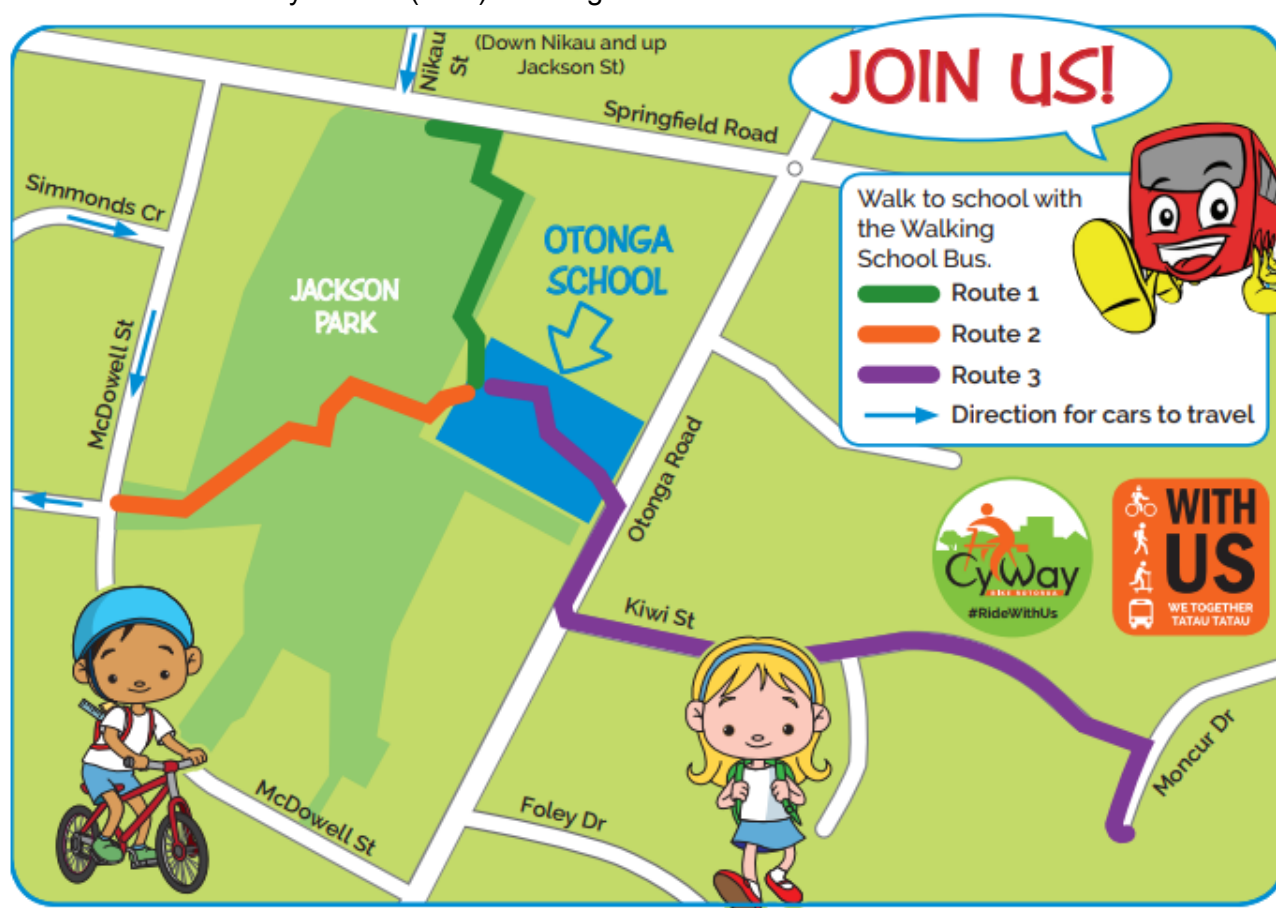 Nikau
St
(Down Nikau and up
Jackson St)
JOIN US!
Springfield Road
Simmonds Cr
Walk to school with
the Walking
School Bus.
Route 1
Route 2
Route 3
Direction for cars to travel
OTONGA
SCHOOL
JACKSON
PARK
McDowell St
Otonga Road
CyWay
BIKE ROTORUA
#RideWithUs
WITH
US
WE TOGETHER
TATAU TATAU
Kiwi St
Moncur Dr
McDowell St
Foley Dr